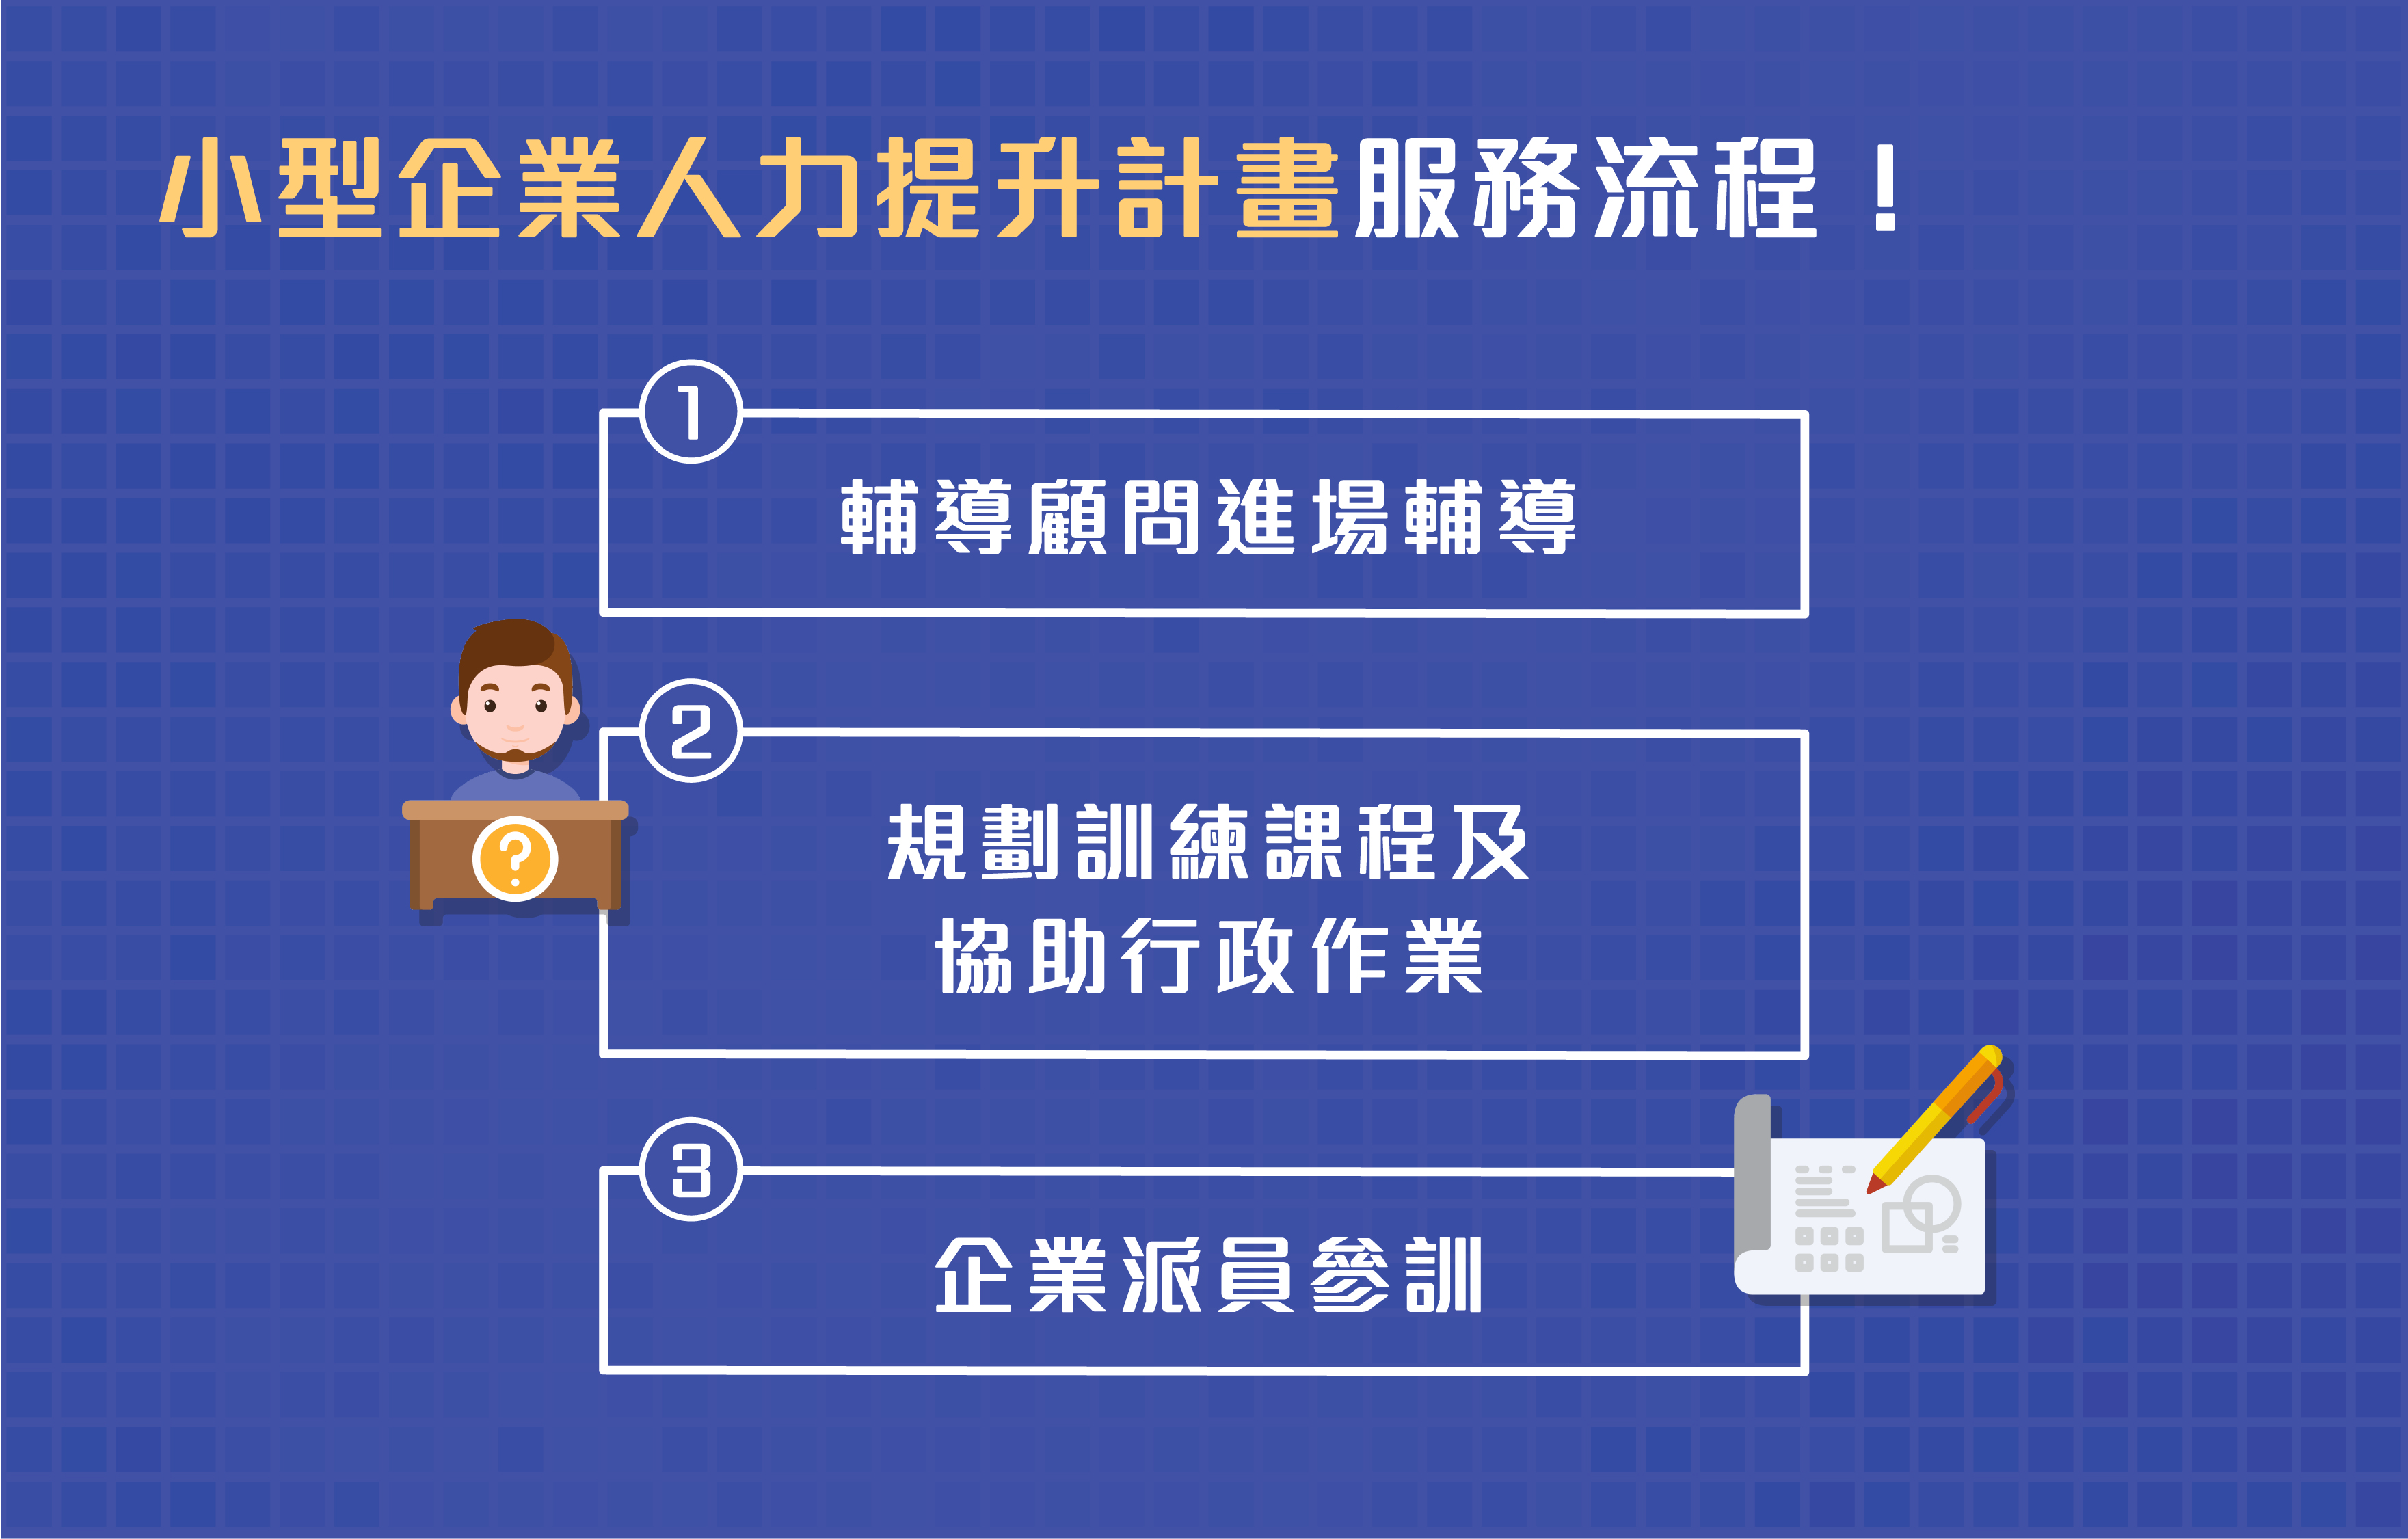 小型企業人力提升計畫服務流程！
1
輔導顧問進場輔導
2
規劃訓練課程及
協助行政作業
?
3
企業派員參訓